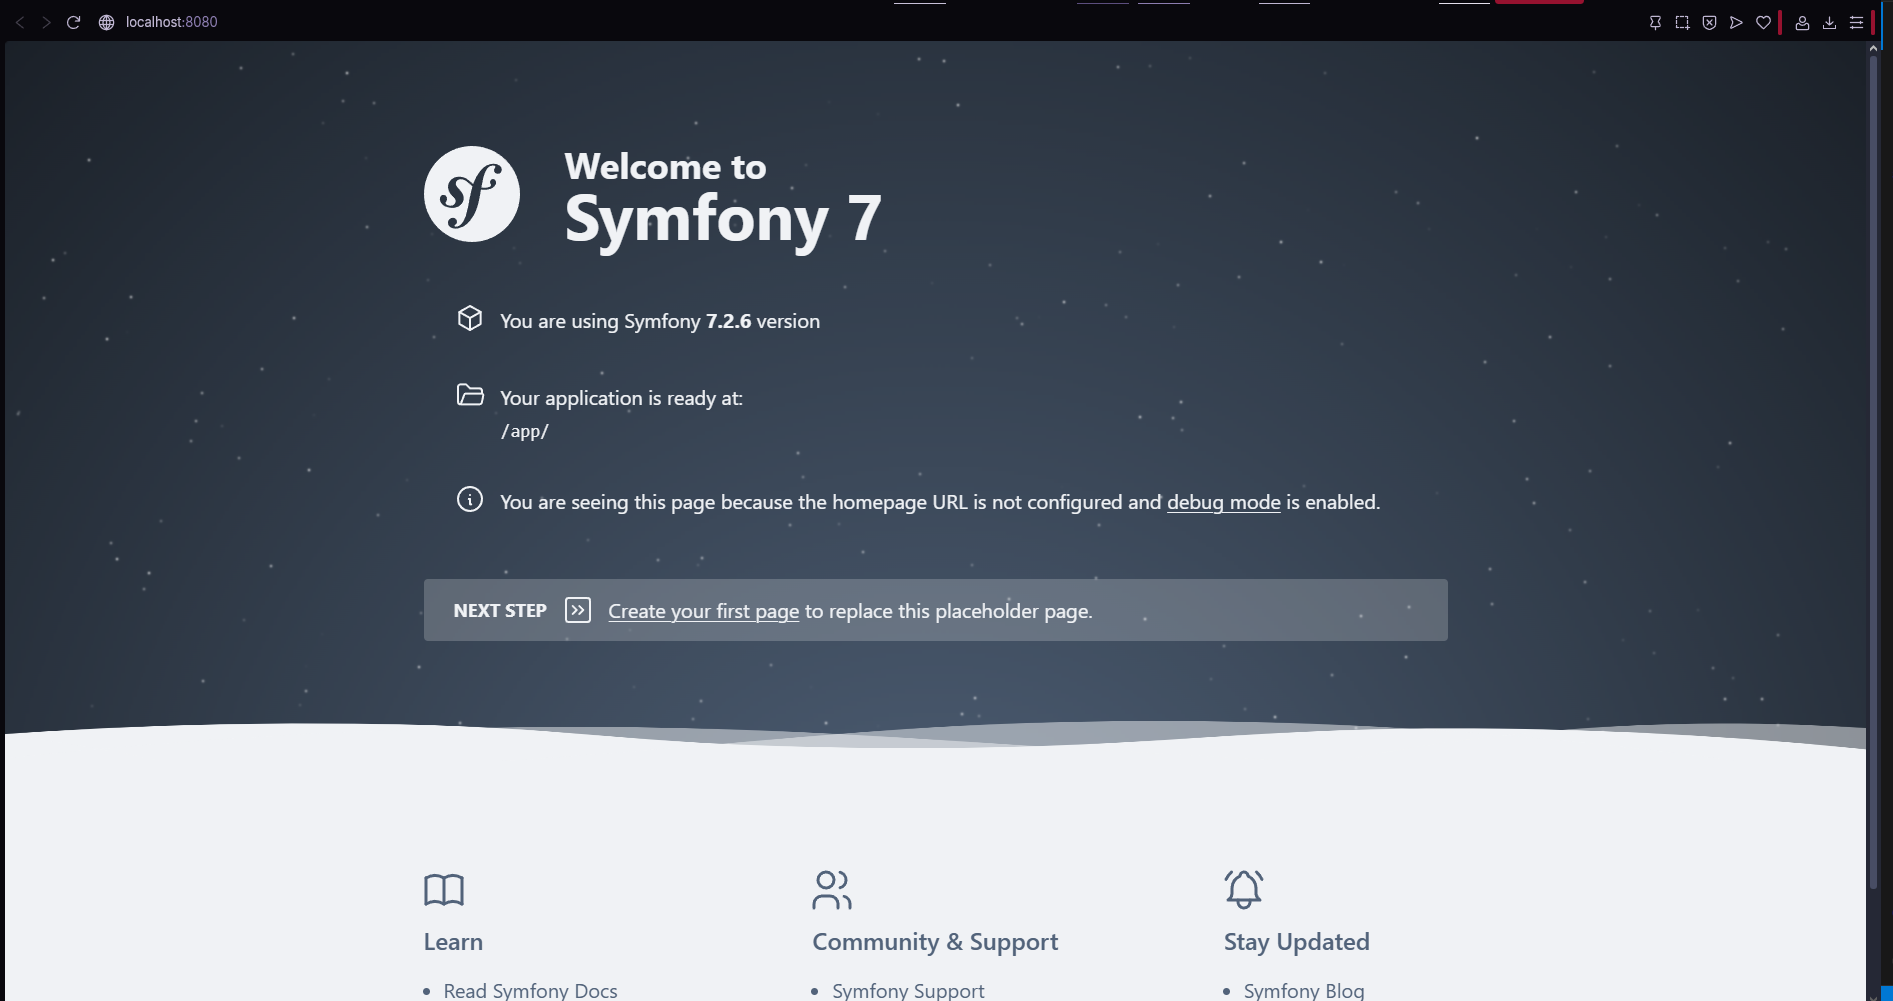 localhost:8080
sf
Welcome to
Symfony 7
You are using Symfony 7.2.6 version
Your application is ready at:
/app/
You are seeing this page because the homepage URL is not configured and debug mode is enabled.
NEXT STEP Create your first page to replace this placeholder page.
Learn
Community & Support
Stay Updated
• Read Symfony Docs
• Symfony Support
• Symfony Blog